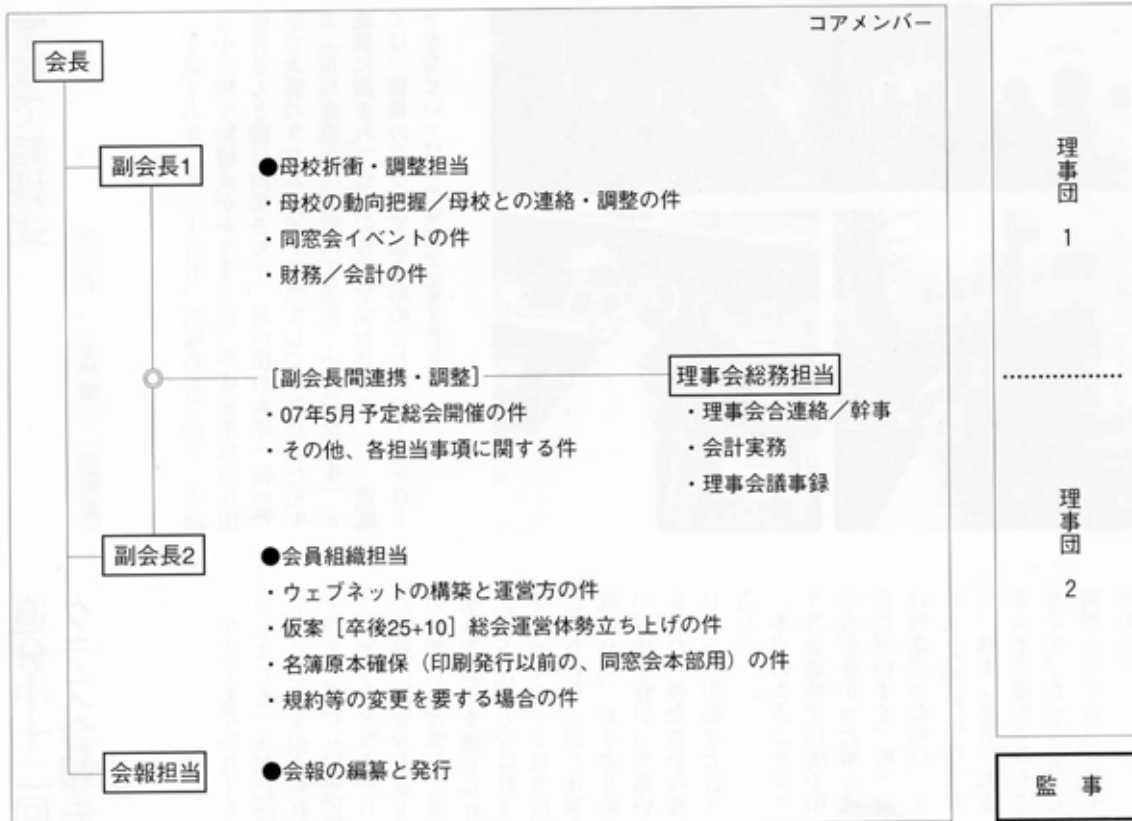 コアメンバー
会長
副会長1
●母校折衝・調整担当
・母校の動向把握／母校との連絡・調整の件
・同窓会イベントの件
・財務／会計の件
［副会長間連携・調整］
・07年5月予定総会開催の件
・その他、各担当事項に関する件
理事会総務担当
・理事会合連絡／幹事
・会計実務
・理事会議事録
副会長2
●会員組織担当
・ウェブネットの構築と運営方の件
・仮案［卒後25+10］総会運営体勢立ち上げの件
・名簿原本確保（印刷発行以前の、同窓会本部用）の件
・規約等の変更を要する場合の件
会報担当
●会報の編纂と発行
理事団1
理事団2
監事